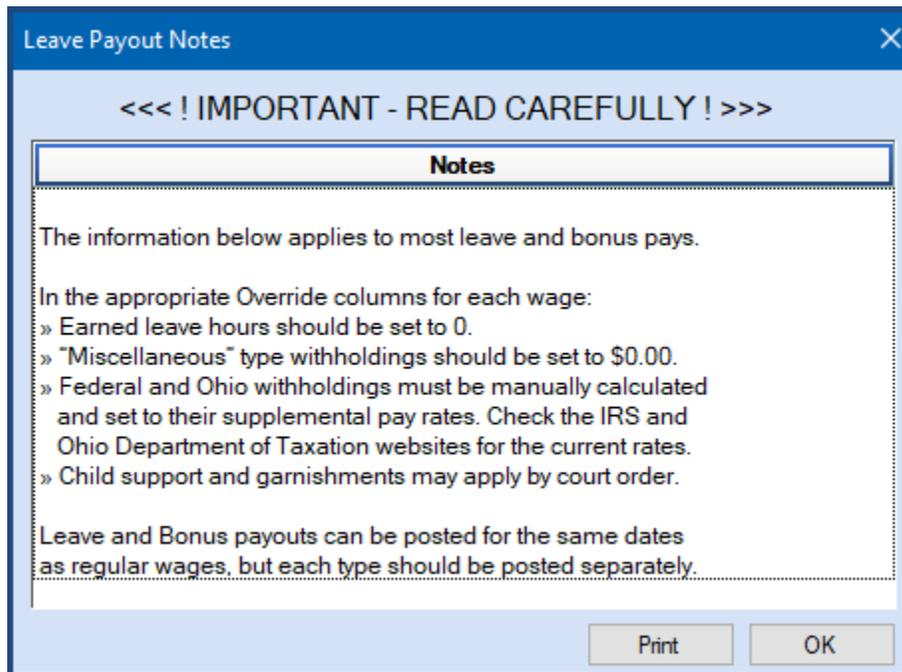 Leave Payout Notes
<<< ! IMPORTANT - READ CAREFULLY ! >>>
Notes
The information below applies to most leave and bonus pays.
In the appropriate Override columns for each wage:
» Earned leave hours should be set to 0.
» "Miscellaneous" type withholdings should be set to $0.00.
» Federal and Ohio withholdings must be manually calculated
and set to their supplemental pay rates. Check the IRS and
Ohio Department of Taxation websites for the current rates.
» Child support and garnishments may apply by court order.
Leave and Bonus payouts can be posted for the same dates
as regular wages, but each type should be posted separately.
Print
OK